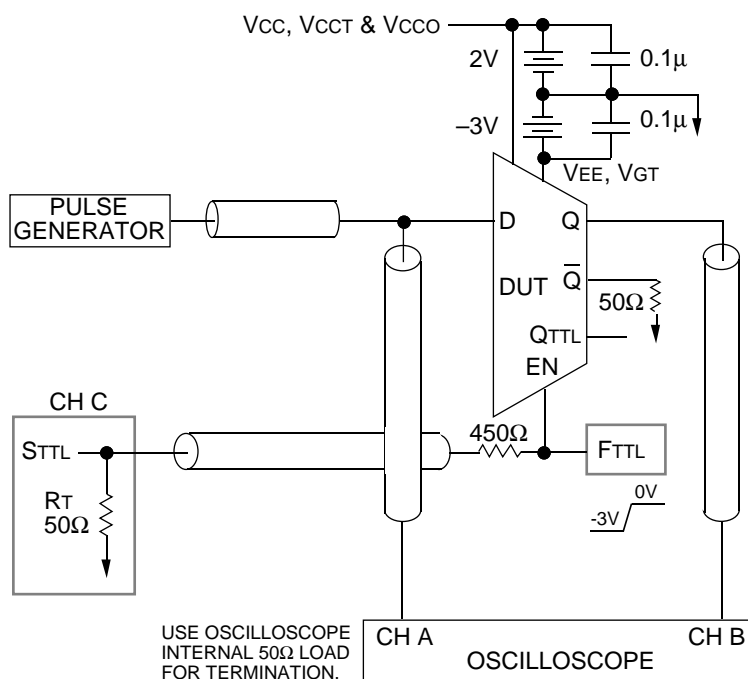 VCC, VCCT & VCCO
2V
0.1µ
–3V
0.1µ
VEE, VGT
PULSE
GENERATOR
D
Q
DUT
Q̅
50Ω
QTTL
EN
CH C
STTL
450Ω
FTTL
RT
50Ω
0V
-3V
USE OSCILLOSCOPE
INTERNAL 50Ω LOAD
FOR TERMINATION.
CH A
CH B
OSCILLOSCOPE